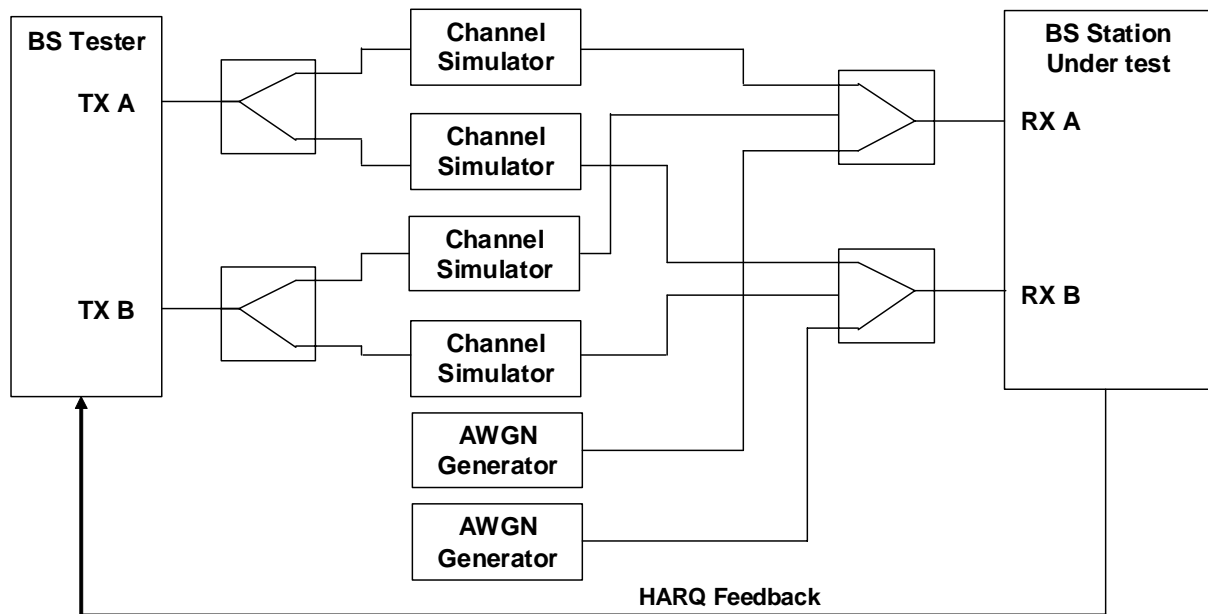 BS Tester
TX A
TX B
Channel
Simulator
Channel
Simulator
Channel
Simulator
Channel
Simulator
AWGN
Generator
AWGN
Generator
BS Station
Under test
RX A
RX B
HARQ Feedback